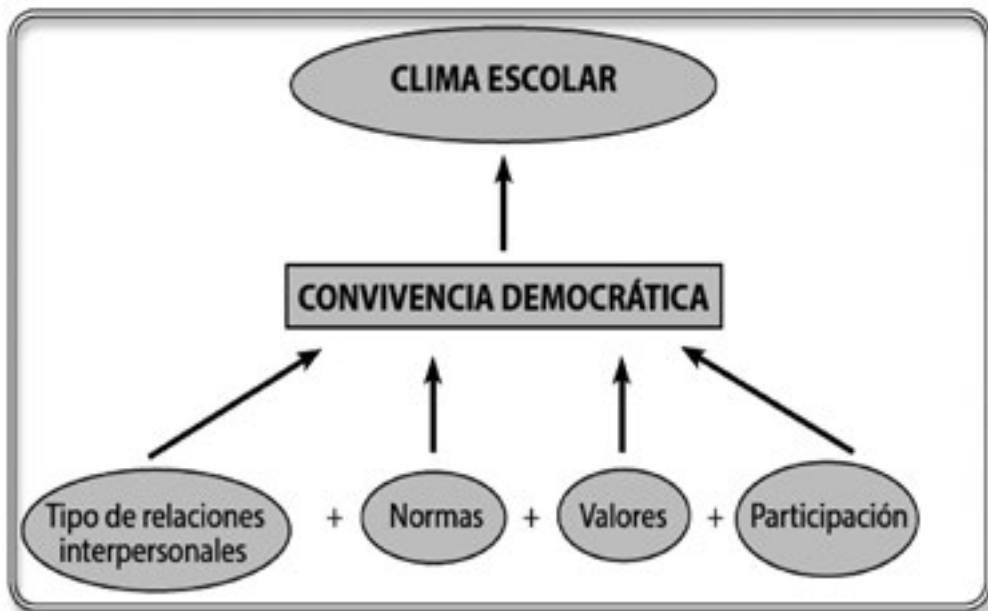 CLIMA ESCOLAR
CONVIVENCIA DEMOCRÁTICA
Tipo de relaciones
interpersonales
+
Normas
+
Valores
+
Participación